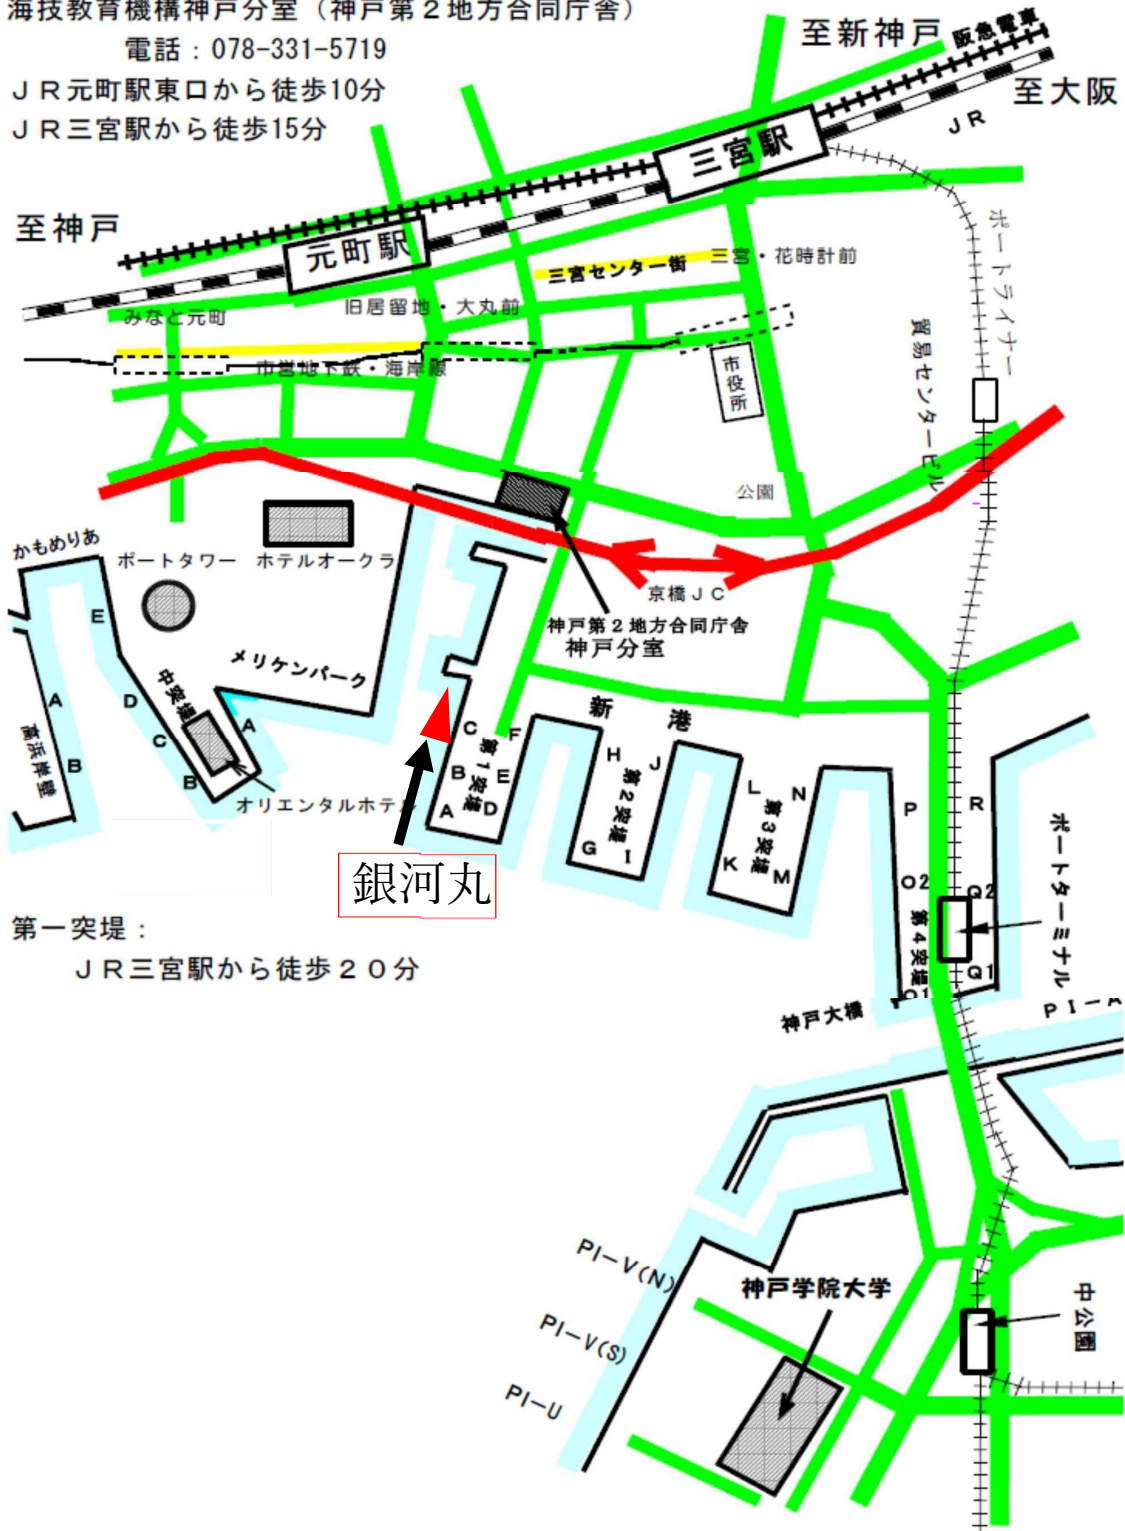 海技教育機構神戸分室（神戸第２地方合同庁舎）
電話：078-331-5719
ＪＲ元町駅東口から徒歩10分
ＪＲ三宮駅から徒歩15分
至新神戸
阪急電車
至大阪
ＪＲ
三宮駅
至神戸
元町駅
ポートライナー
三宮センター街
三宮・花時計前
みなと元町
旧居留地・大丸前
市営地下鉄・海岸線
市役所
貿易センタービル
公園
かもめりあ
ポートタワー
ホテルオークラ
京橋ＪＣ
神戸第２地方合同庁舎
神戸分室
メリケンパーク
中突堤
E
D
C
B
A
A
B
高浜岸壁
オリエンタルホテル
新港
C
F
B
E
A
D
第１突堤
H
J
G
I
第２突堤
L
N
K
M
第３突堤
P
R
O2
Q2
第４突堤
O1
Q1
ポートターミナル
銀河丸
第一突堤：
ＪＲ三宮駅から徒歩２０分
神戸大橋
ＰＩ－Ａ
PI－V(N)
PI－V(S)
PI－U
神戸学院大学
中公園